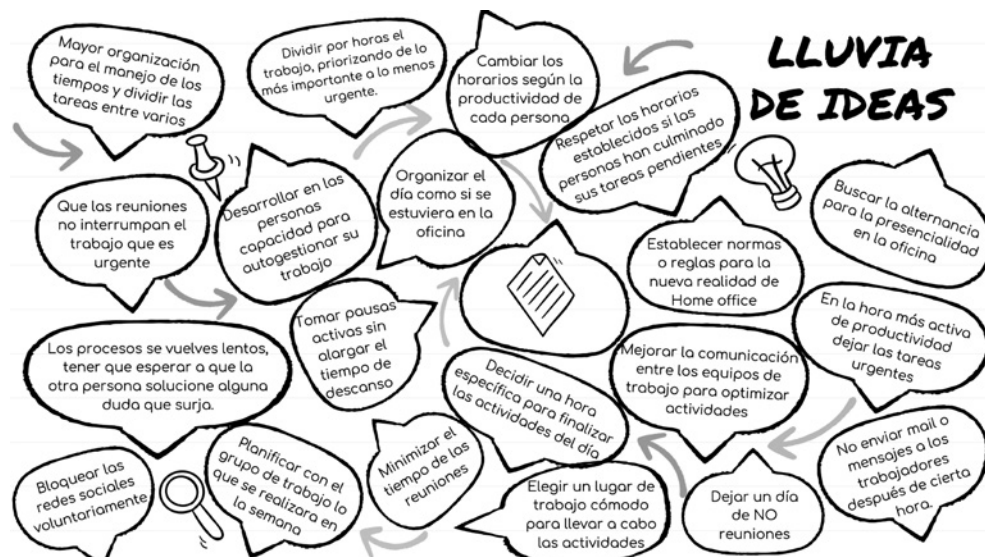 LLUVIA
DE IDEAS
Mayor organización
para el manejo de los
tiempos y dividir las
tareas entre varios
Dividir por horas el
trabajo, priorizando de lo
más importante a lo menos
urgente.
Cambiar los
horarios según la
productividad de
cada persona
Respetar los horarios
establecidos si las
personas han culminado
sus tareas pendientes
Que las reuniones
no interrumpan el
trabajo que es
urgente
Desarrollar en las
personas
capacidad para
autogestionar su
trabajo
Organizar el
día como si se
estuviera en la
oficina
Establecer normas
o reglas para la
nueva realidad de
Home office
Buscar la alternancia
para la presencialidad
en la oficina
Los procesos se vuelves lentos,
tener que esperar a que la
otra persona solucione alguna
duda que surja.
Tomar pausas
activas sin
alargar el
tiempo de
descanso
Decidir una hora
específica para finalizar
las actividades del día
Mejorar la comunicación
entre los equipos de
trabajo para optimizar
actividades
En la hora más activa
de productividad
dejar las tareas
urgentes
Bloquear las
redes sociales
voluntariamente
Planificar con el
grupo de trabajo lo
que se realizara en
la semana
Minimizar el
tiempo de las
reuniones
Elegir un lugar de
trabajo cómodo
para llevar a cabo
las actividades
Dejar un día
de NO
reuniones
No enviar mail o
mensajes a los
trabajadores
después de cierta
hora.